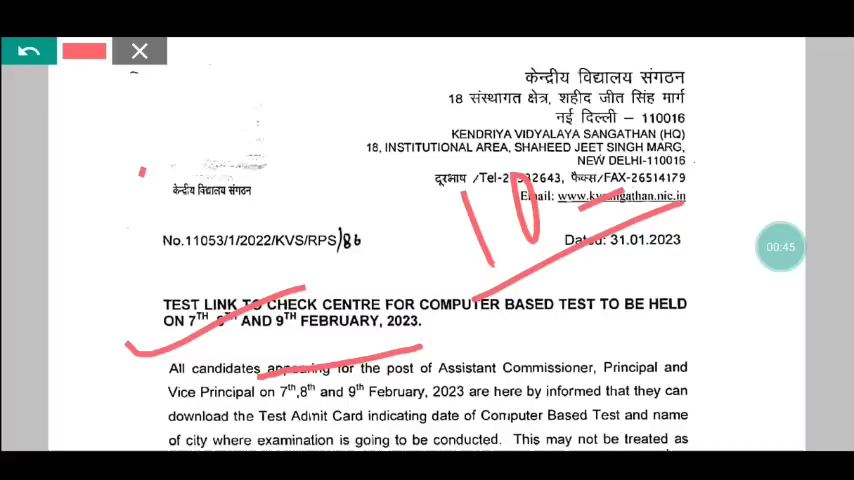 केन्द्रीय विद्यालय संगठन
18 संस्थागत क्षेत्र, शहीद जीत सिंह मार्ग
नई दिल्ली – 110016
KENDRIYA VIDYALAYA SANGATHAN (HQ)
18, INSTITUTIONAL AREA, SHAHEED JEET SINGH MARG,
NEW DELHI-110016
दूरभाष /Tel- 2643, फैक्स/FAX-26514179
केन्द्रीय विद्यालय संगठन
Email: www. .nic.in
10
No.11053/1/2022/KVS/RPS/86
Dated: 31.01.2023
00:45
TEST LINK TO CHECK CENTRE FOR COMPUTER BASED TEST TO BE HELD
ON 7TH 8TH AND 9TH FEBRUARY, 2023.
All candidates appearing for the post of Assistant Commissioner, Principal and
Vice Principal on 7th,8th and 9th February, 2023 are here by informed that they can
download the Test Admit Card indicating date of Computer Based Test and name
of city where examination is going to be conducted. This may not be treated as